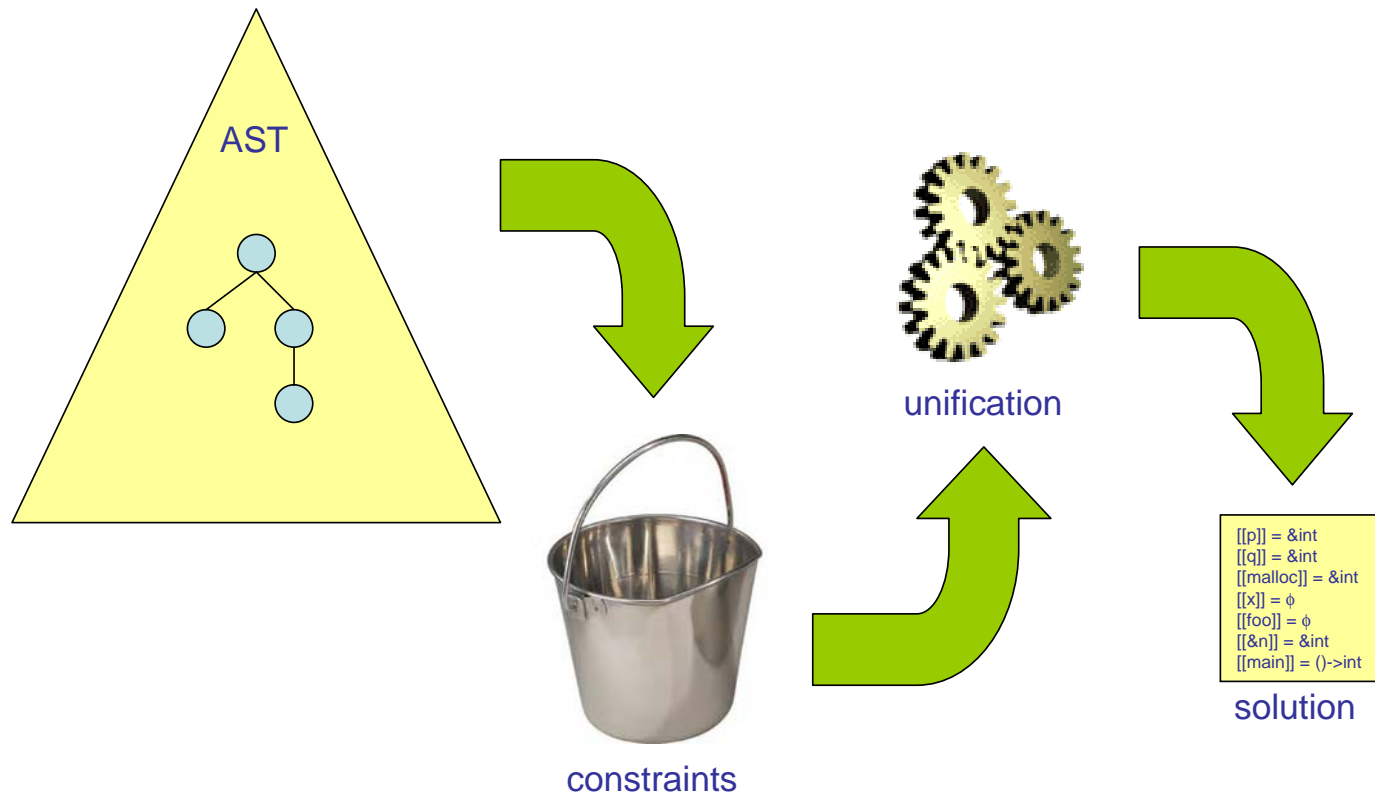 AST
unification
constraints
[[p]] = &int
[[q]] = &int
[[malloc]] = &int
[[x]] = ϕ
[[foo]] = ϕ
[[&n]] = &int
[[main]] = ()->int
solution